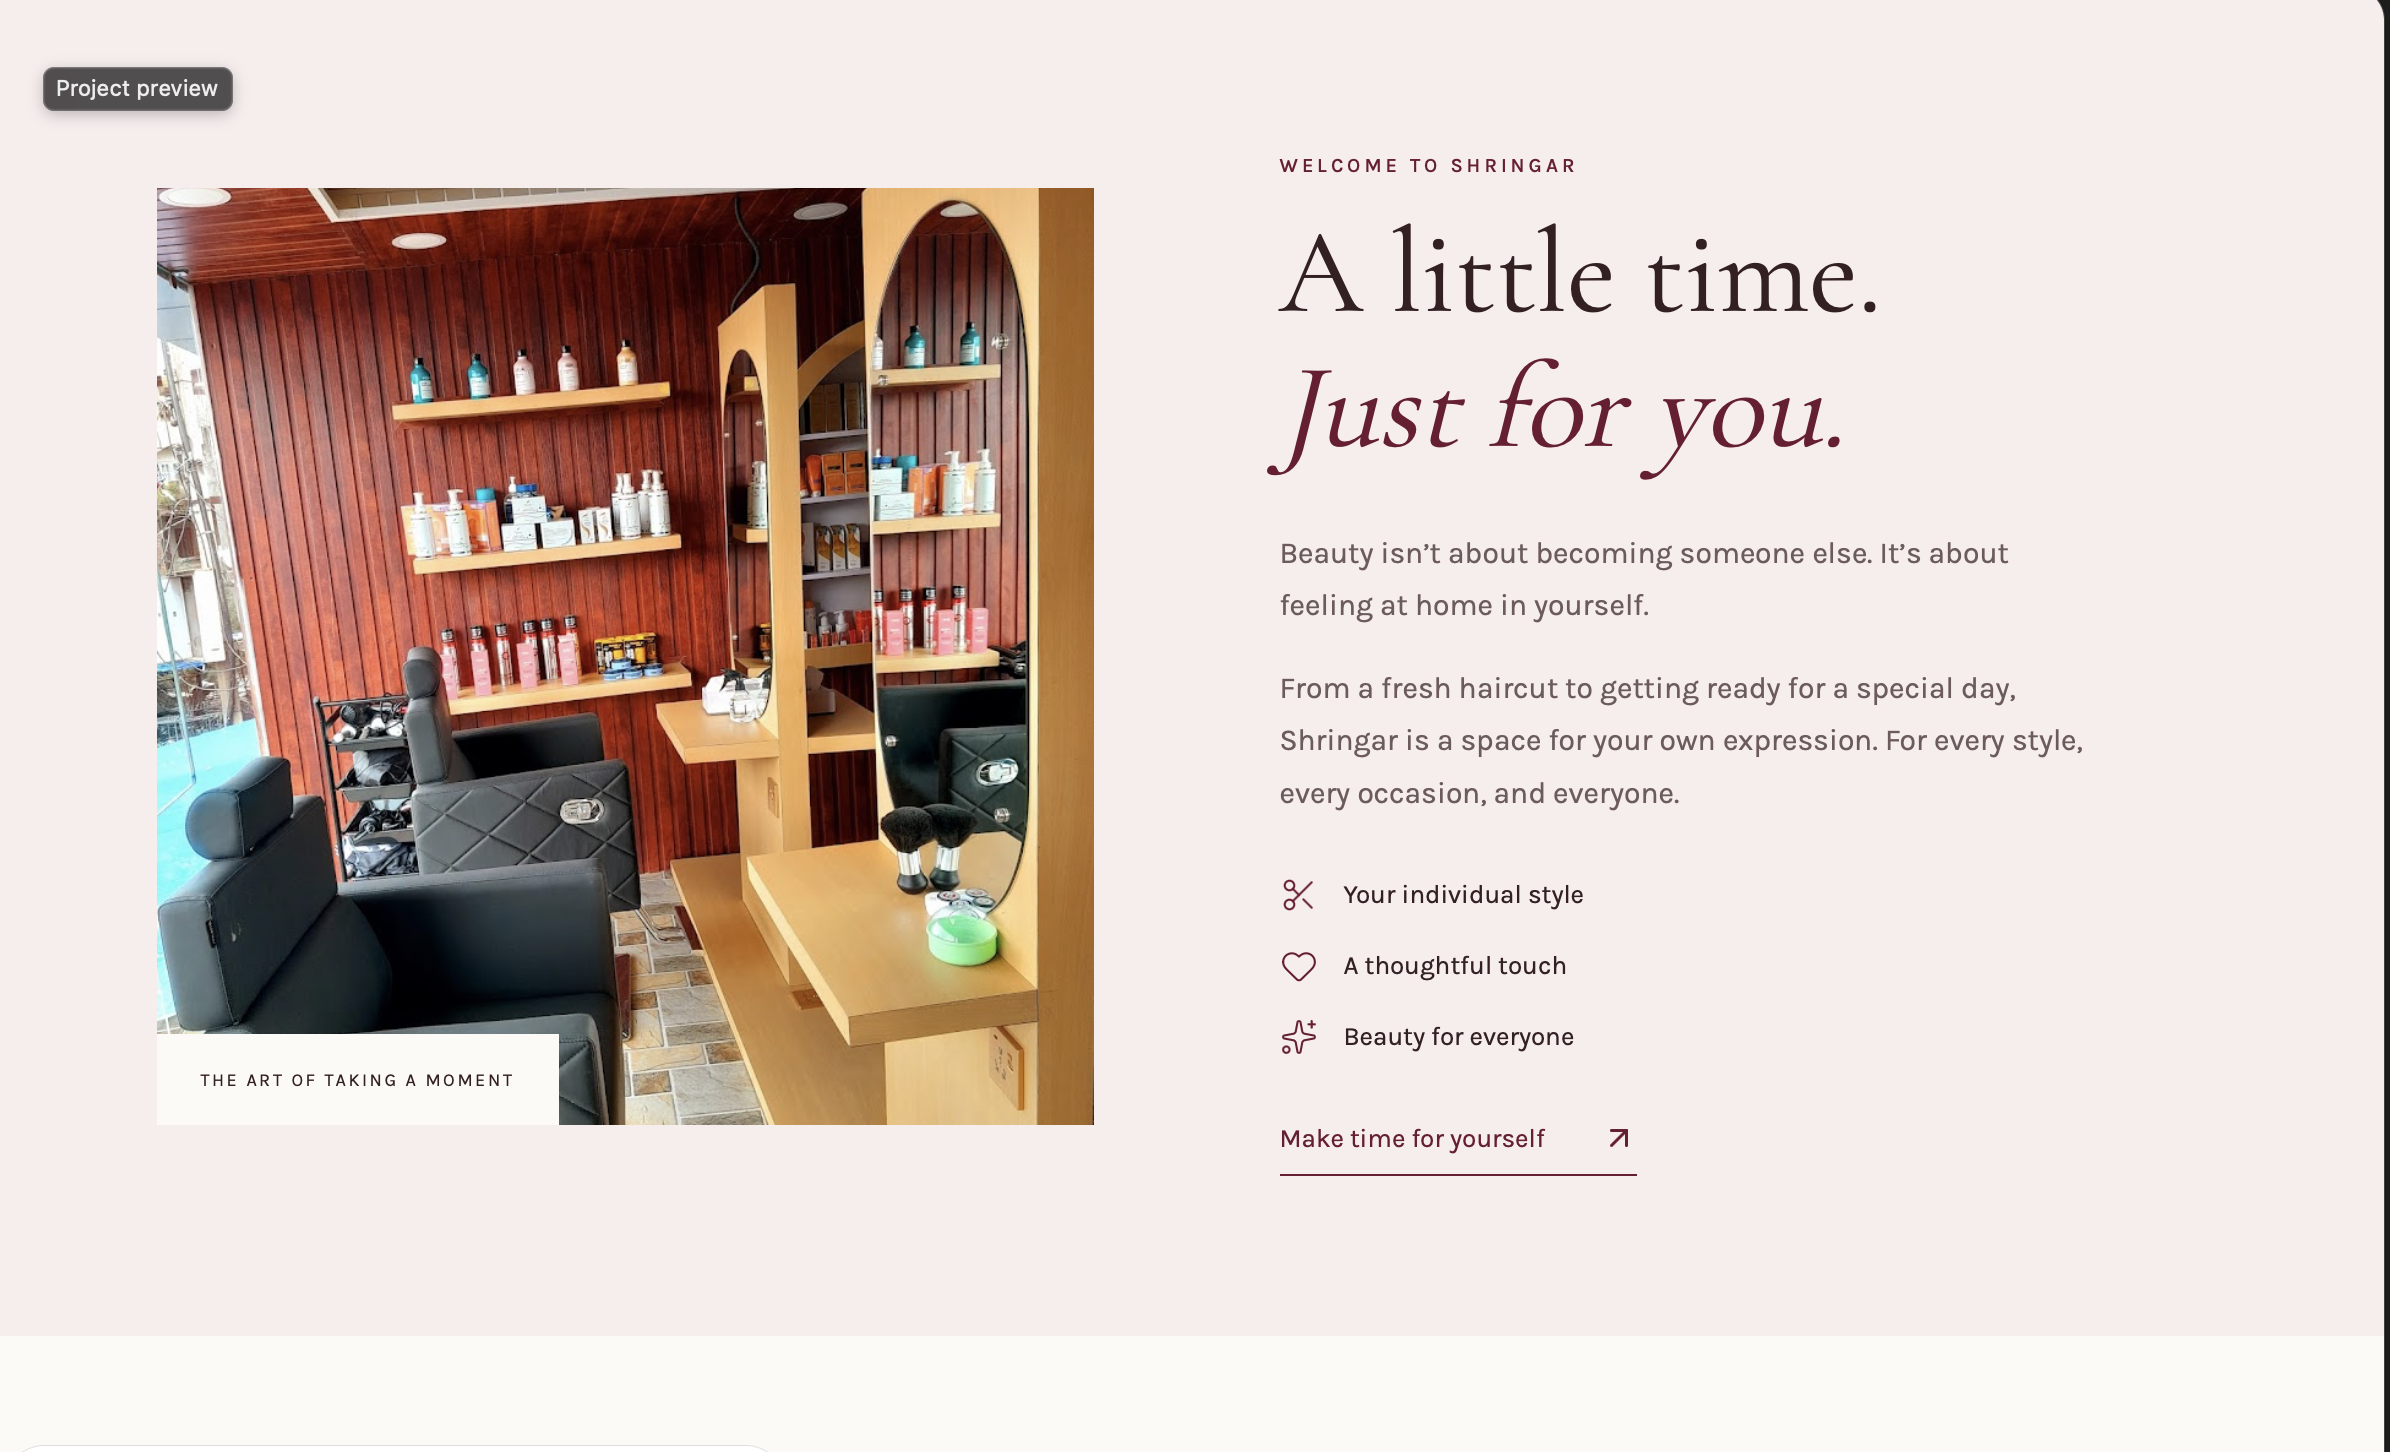 Project preview
WELCOME TO SHRINGAR
A little time.
Just for you.
Beauty isn’t about becoming someone else. It’s about
feeling at home in yourself.
From a fresh haircut to getting ready for a special day,
Shringar is a space for your own expression. For every style,
every occasion, and everyone.
Your individual style
A thoughtful touch
Beauty for everyone
Make time for yourself
THE ART OF TAKING A MOMENT